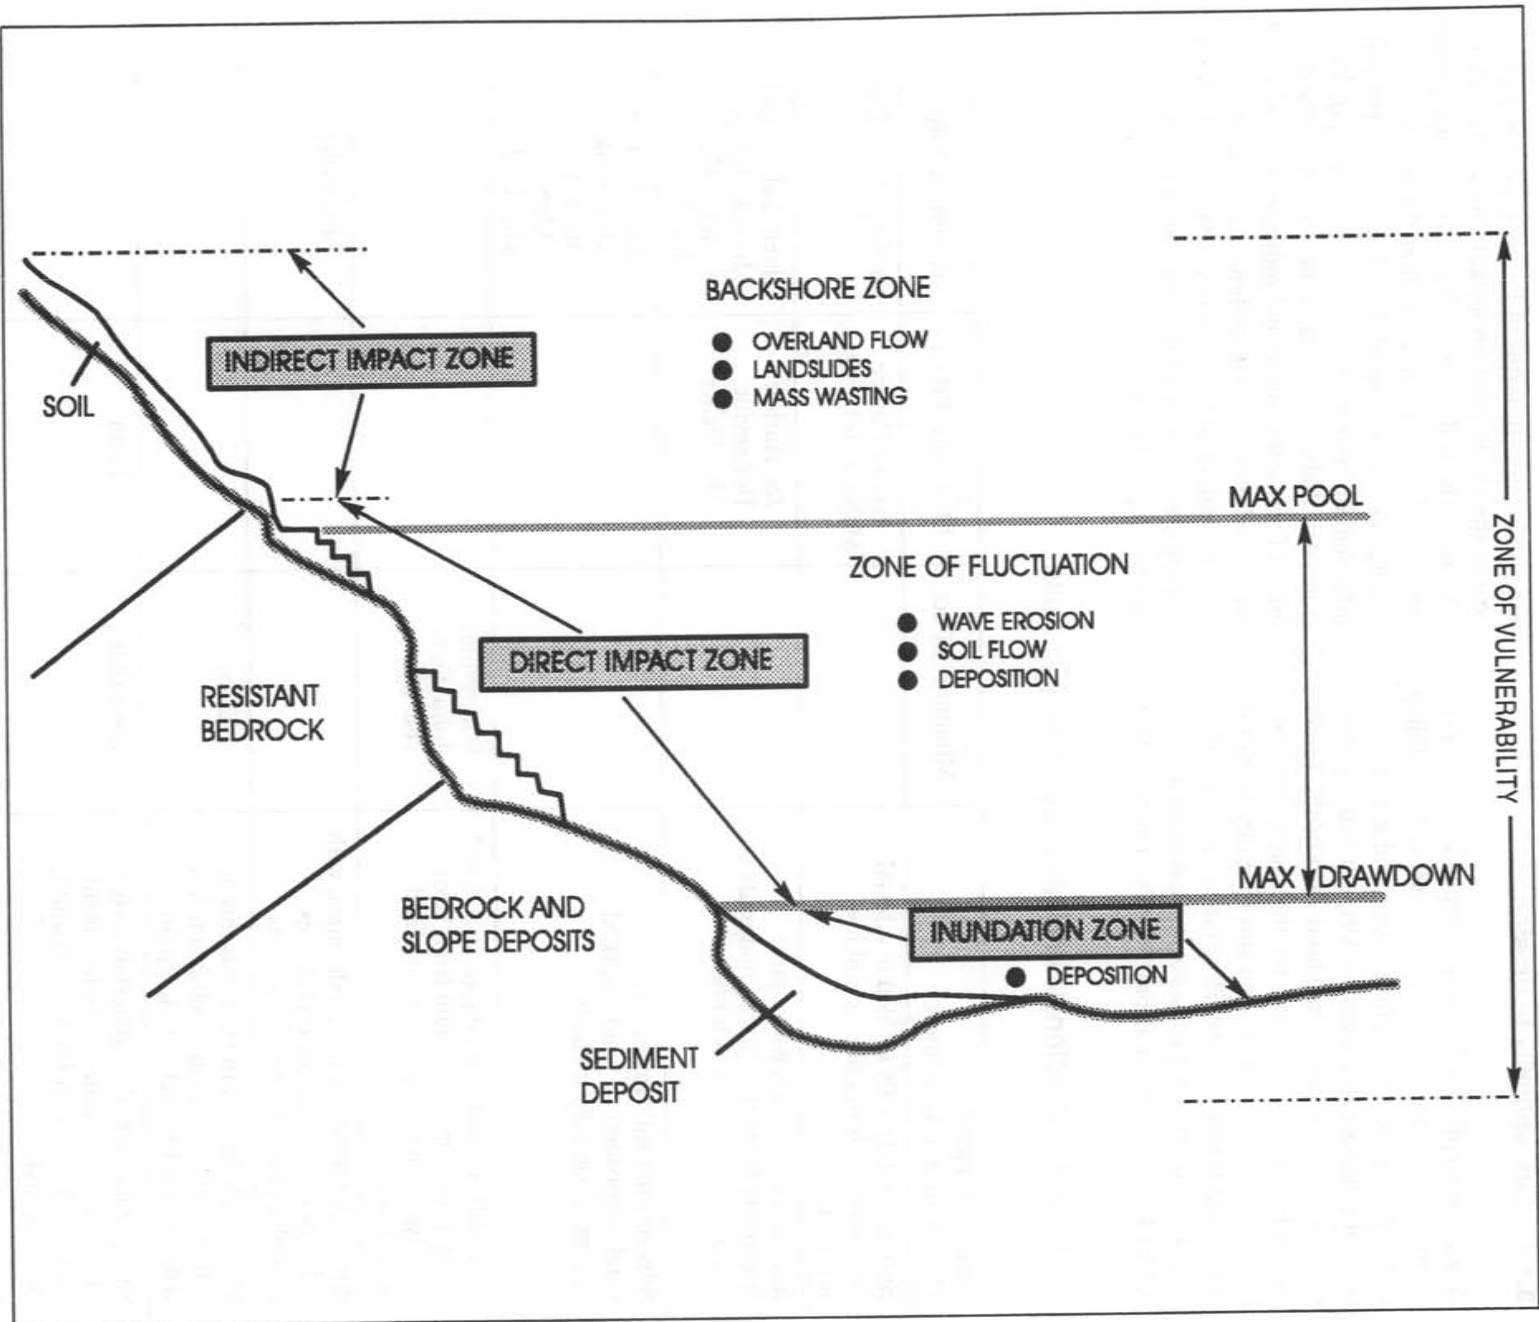 BACKSHORE ZONE
● OVERLAND FLOW
● LANDSLIDES
● MASS WASTING
INDIRECT IMPACT ZONE
SOIL
MAX POOL
ZONE OF FLUCTUATION
● WAVE EROSION
● SOIL FLOW
● DEPOSITION
DIRECT IMPACT ZONE
ZONE OF VULNERABILITY
RESISTANT
BEDROCK
MAX DRAWDOWN
BEDROCK AND
SLOPE DEPOSITS
INUNDATION ZONE
● DEPOSITION
SEDIMENT
DEPOSIT